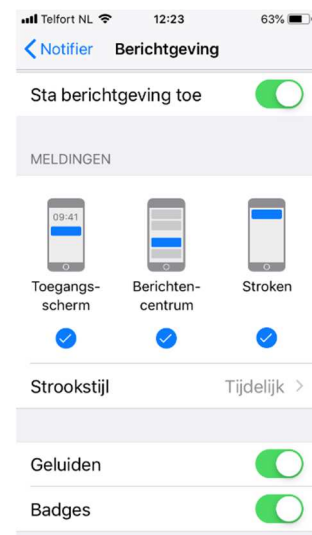 Telfort NL 12:23 63%
Notifier Berichtgeving
Sta berichtgeving toe
MELDINGEN
09:41
Toegangs- Berichten- Stroken
scherm centrum
Strookstijl Tijdelijk
Geluiden
Badges